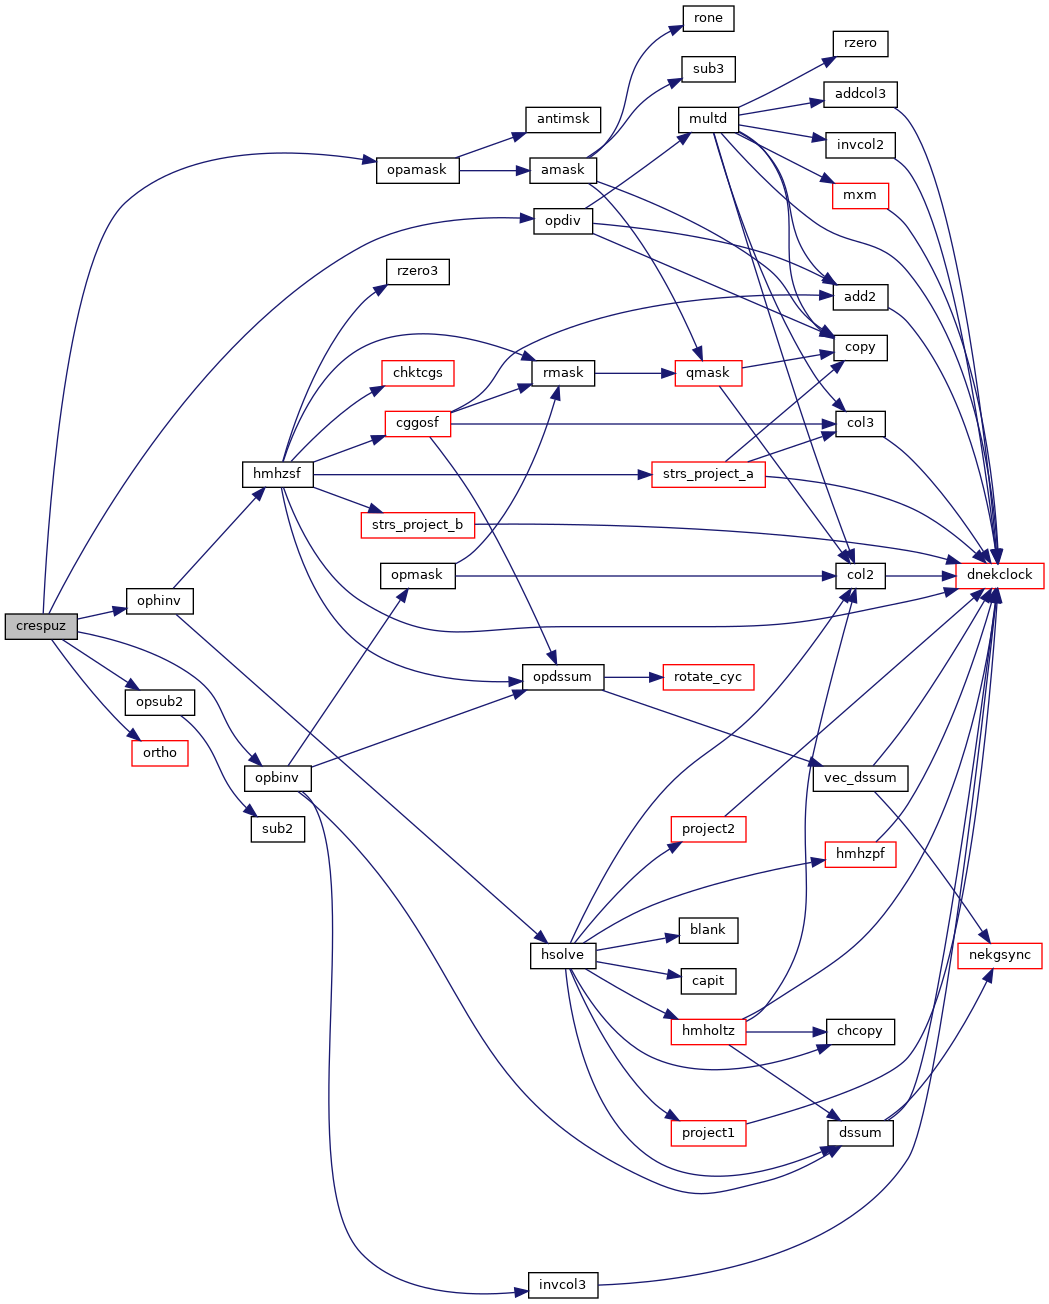 rone
rzero
sub3
addcol3
multd
antimsk
invcol2
opamask
amask
mxm
opdiv
rzero3
add2
copy
chktcgs
rmask
qmask
cggosf
col3
hmhzsf
strs_project_a
strs_project_b
opmask
col2
dnekclock
ophinv
crespuz
opdssum
rotate_cyc
opsub2
ortho
opbinv
vec_dssum
sub2
project2
hmhzpf
blank
hsolve
nekgsync
capit
hmholtz
chcopy
project1
dssum
invcol3